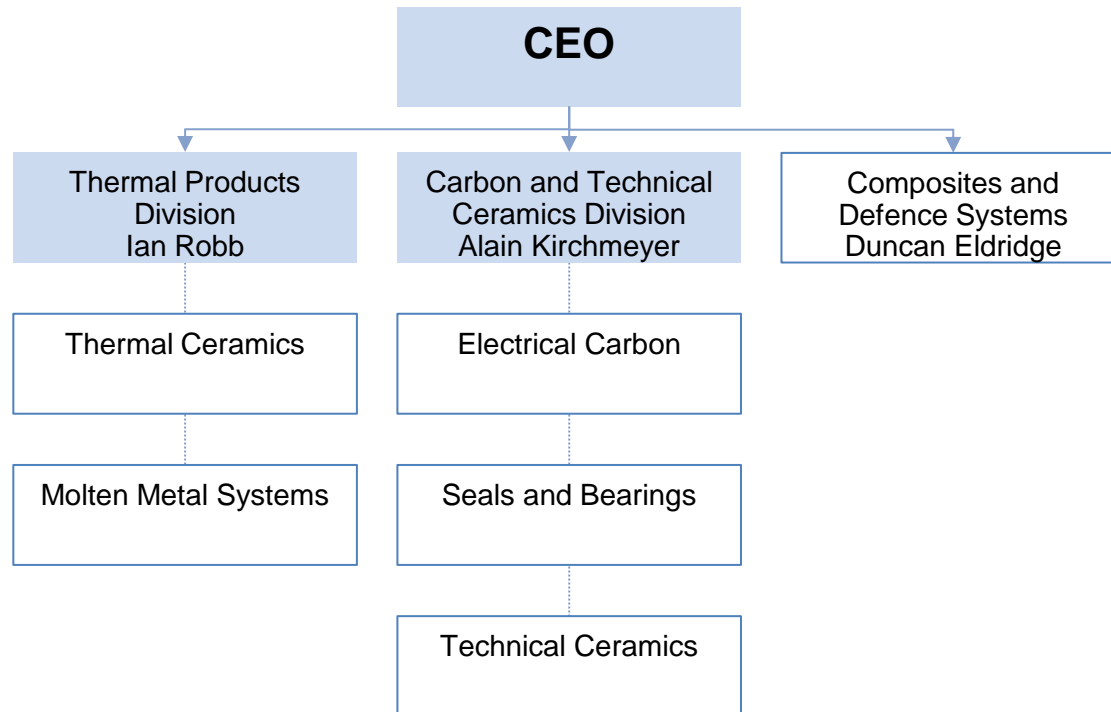 CEO
Thermal Products
Division
Ian Robb
Carbon and Technical
Ceramics Division
Alain Kirchmeyer
Composites and
Defence Systems
Duncan Eldridge
Thermal Ceramics
Electrical Carbon
Molten Metal Systems
Seals and Bearings
Technical Ceramics